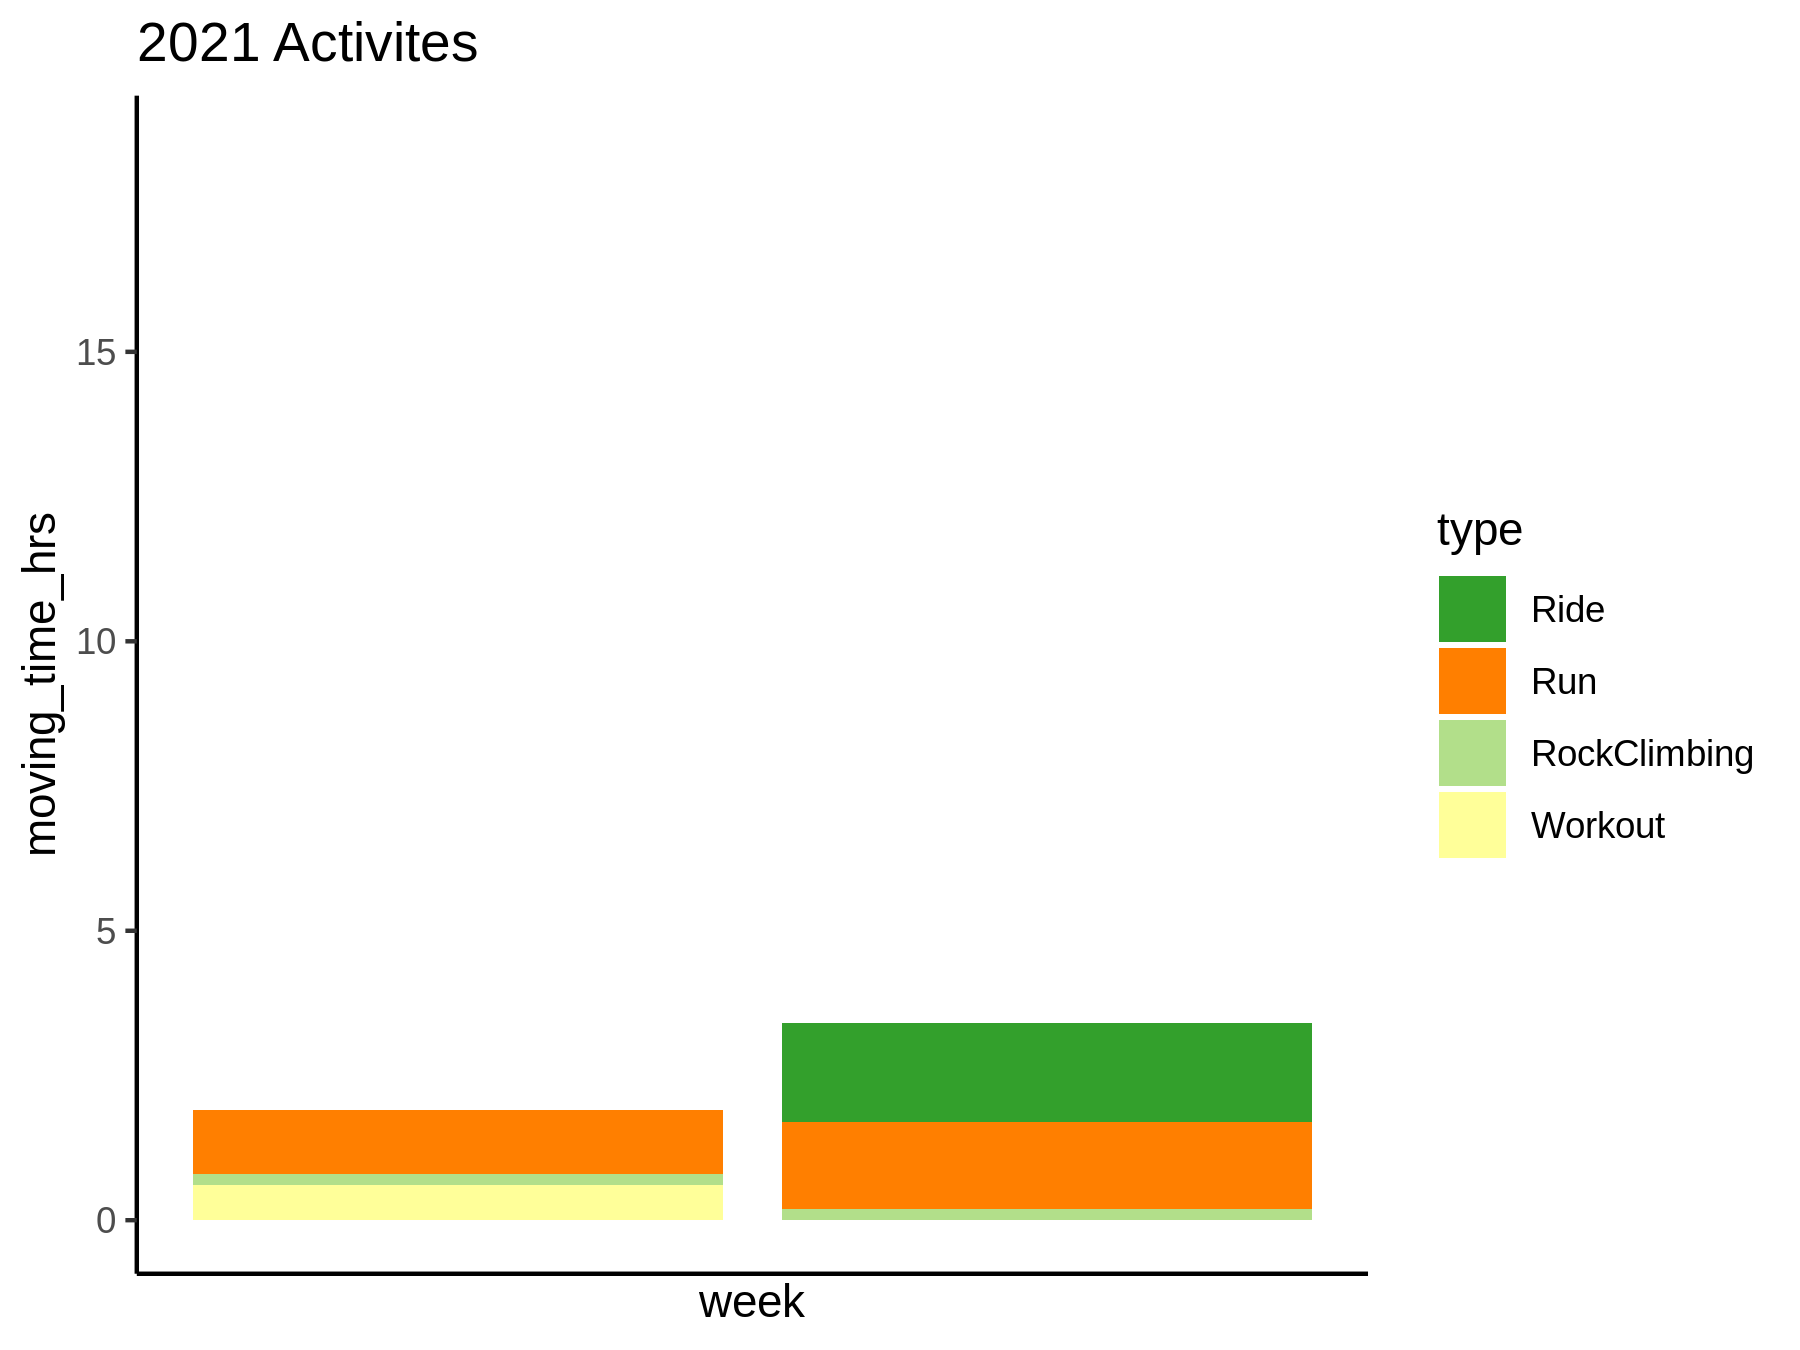 2021 Activites
moving_time_hrs
15
10
5
0
week
type
Ride
Run
RockClimbing
Workout